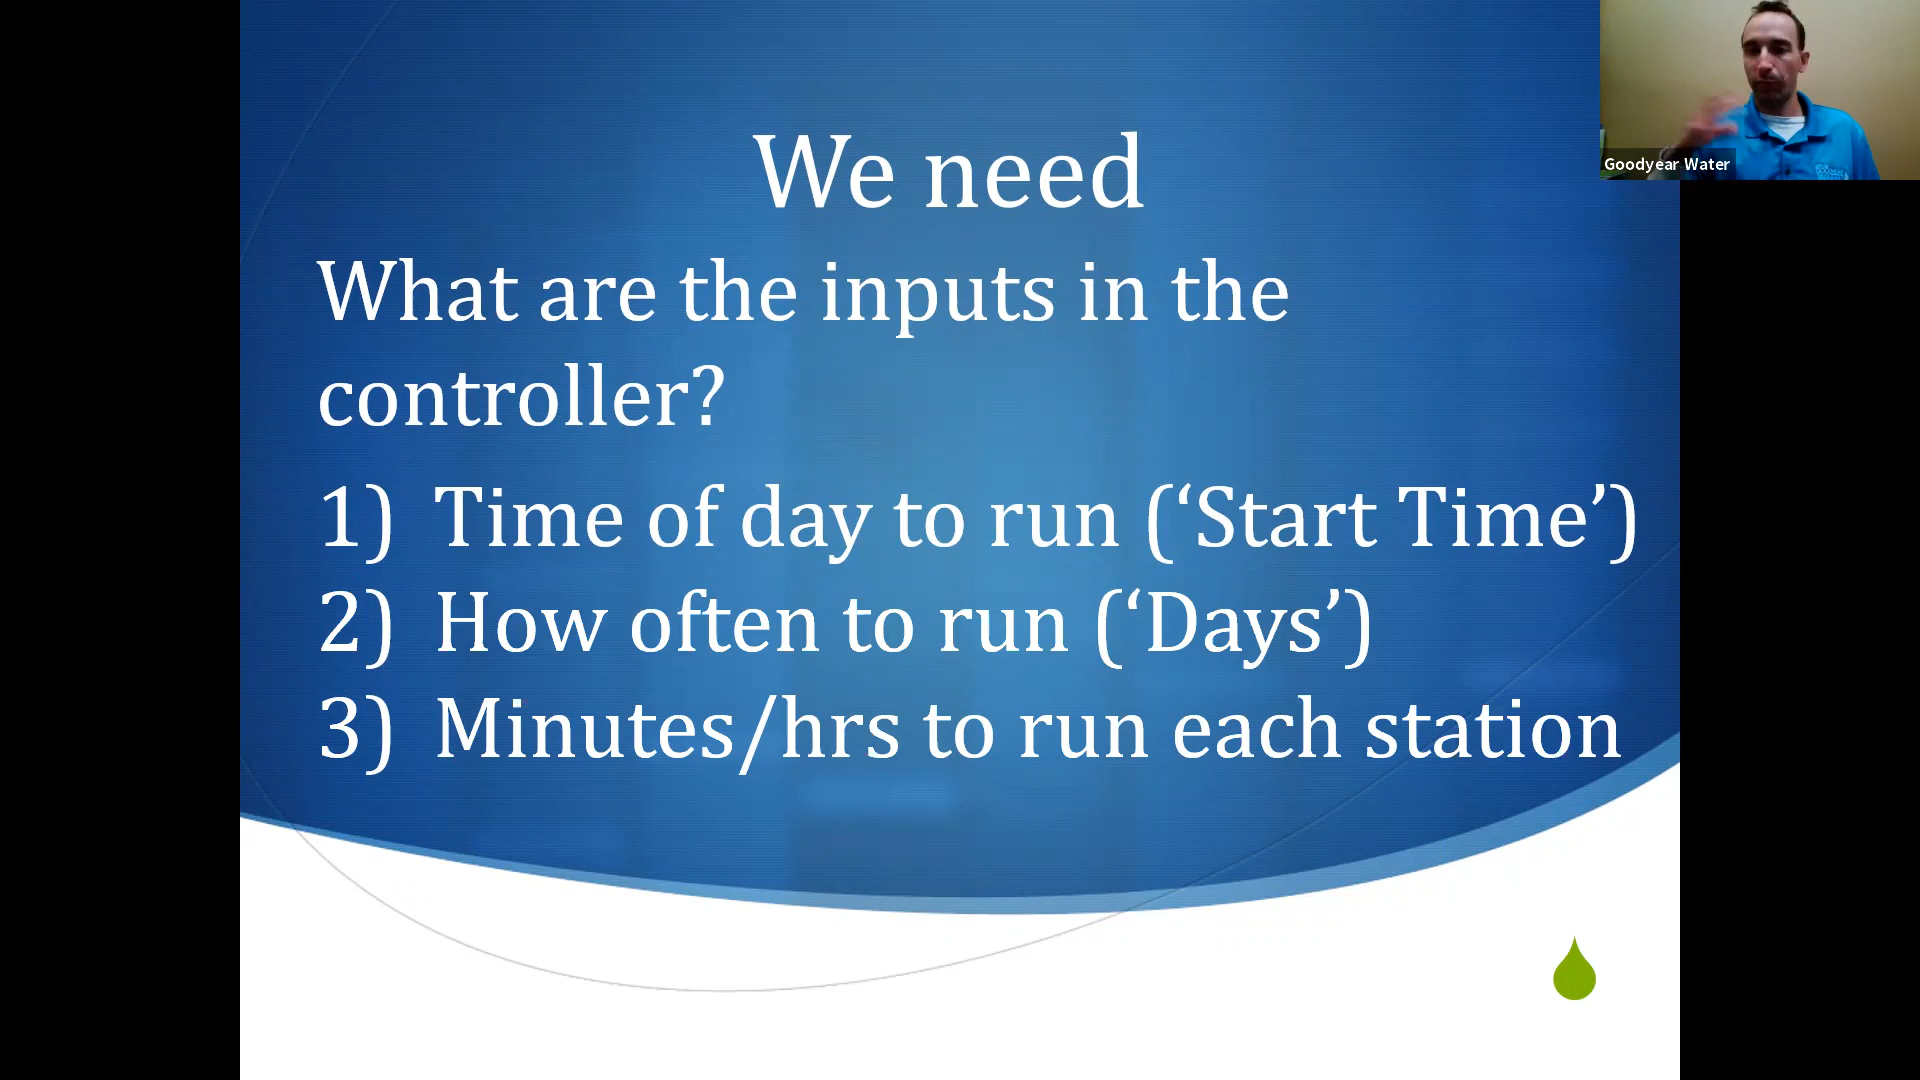 We need
What are the inputs in the
controller?
1) Time of day to run (‘Start Time’)
2) How often to run (‘Days’)
3) Minutes/hrs to run each station
Goodyear Water